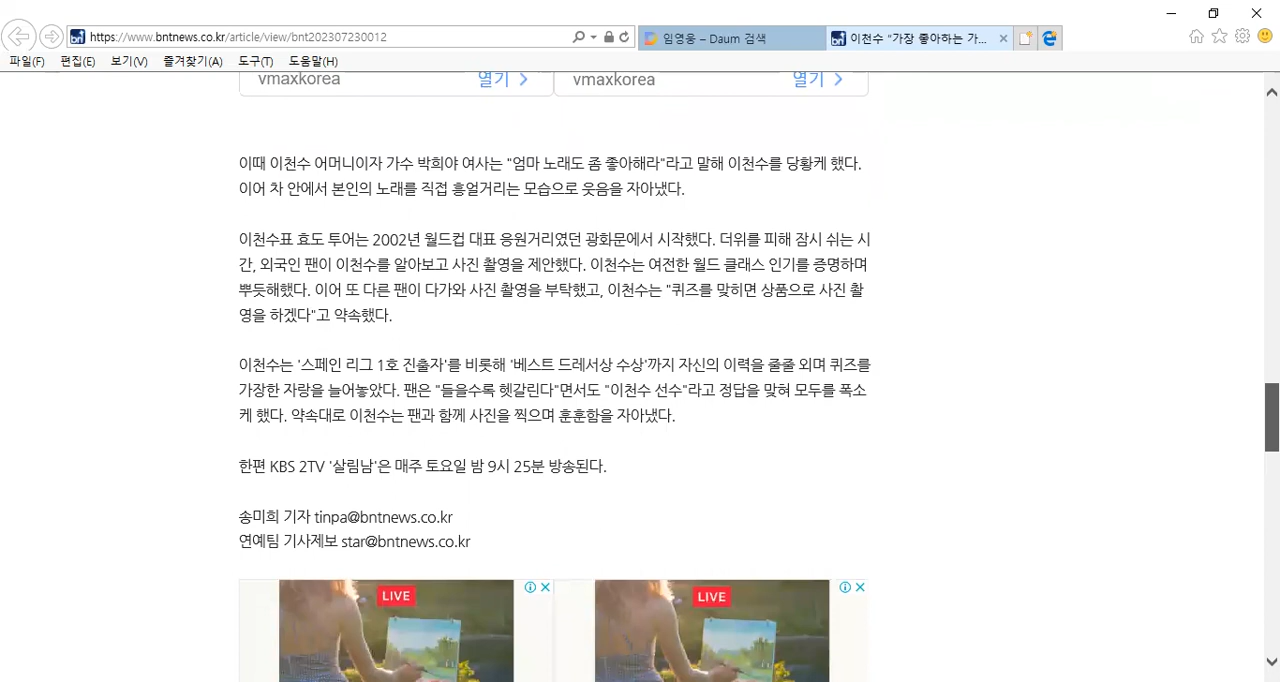 https://www.bntnews.co.kr/article/view/bnt202307230012
임영웅 – Daum 검색
이천수 "가장 좋아하는 가...
파일(F) 편집(E) 보기(V) 즐겨찾기(A) 도구(T) 도움말(H)
vmaxkorea 열기
vmaxkorea 열기
이때 이천수 어머니이자 가수 박희야 여사는 "엄마 노래도 좀 좋아해라"라고 말해 이천수를 당황케 했다.
이어 차 안에서 본인의 노래를 직접 흥얼거리는 모습으로 웃음을 자아냈다.
이천수표 효도 투어는 2002년 월드컵 대표 응원거리였던 광화문에서 시작했다. 더위를 피해 잠시 쉬는 시
간, 외국인 팬이 이천수를 알아보고 사진 촬영을 제안했다. 이천수는 여전한 월드 클래스 인기를 증명하며
뿌듯해했다. 이어 또 다른 팬이 다가와 사진 촬영을 부탁했고, 이천수는 "퀴즈를 맞히면 상품으로 사진 촬
영을 하겠다"고 약속했다.
이천수는 '스페인 리그 1호 진출자'를 비롯해 '베스트 드레서상 수상'까지 자신의 이력을 줄줄 외며 퀴즈를
가장한 자랑을 늘어놓았다. 팬은 "들을수록 헷갈린다"면서도 "이천수 선수"라고 정답을 맞혀 모두를 폭소
케 했다. 약속대로 이천수는 팬과 함께 사진을 찍으며 훈훈함을 자아냈다.
한편 KBS 2TV '살림남'은 매주 토요일 밤 9시 25분 방송된다.
송미희 기자 tinpa@bntnews.co.kr
연예팀 기사제보 star@bntnews.co.kr
LIVE
LIVE